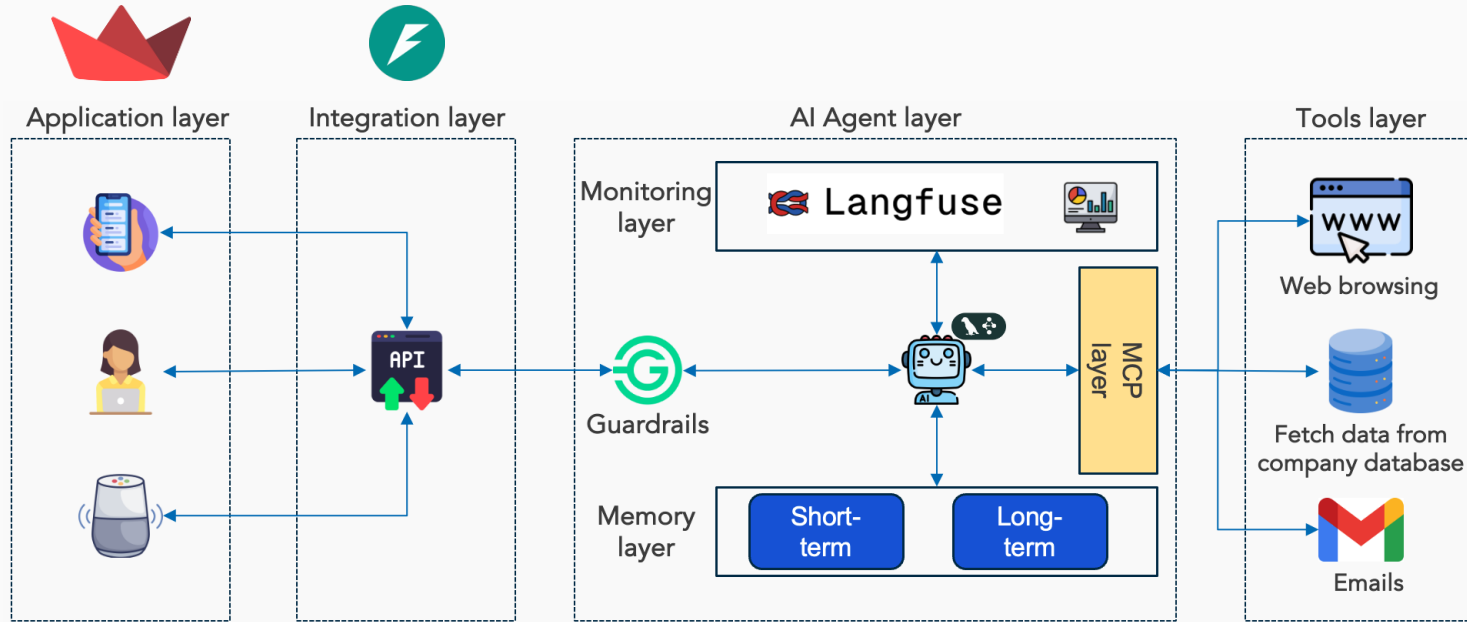 Application layer
Integration layer
AI Agent layer
Tools layer
Monitoring
layer
Langfuse
WWW
Web browsing
API
AI
MCP
layer
Guardrails
Fetch data from
company database
Memory
layer
Short-
term
Long-
term
Emails